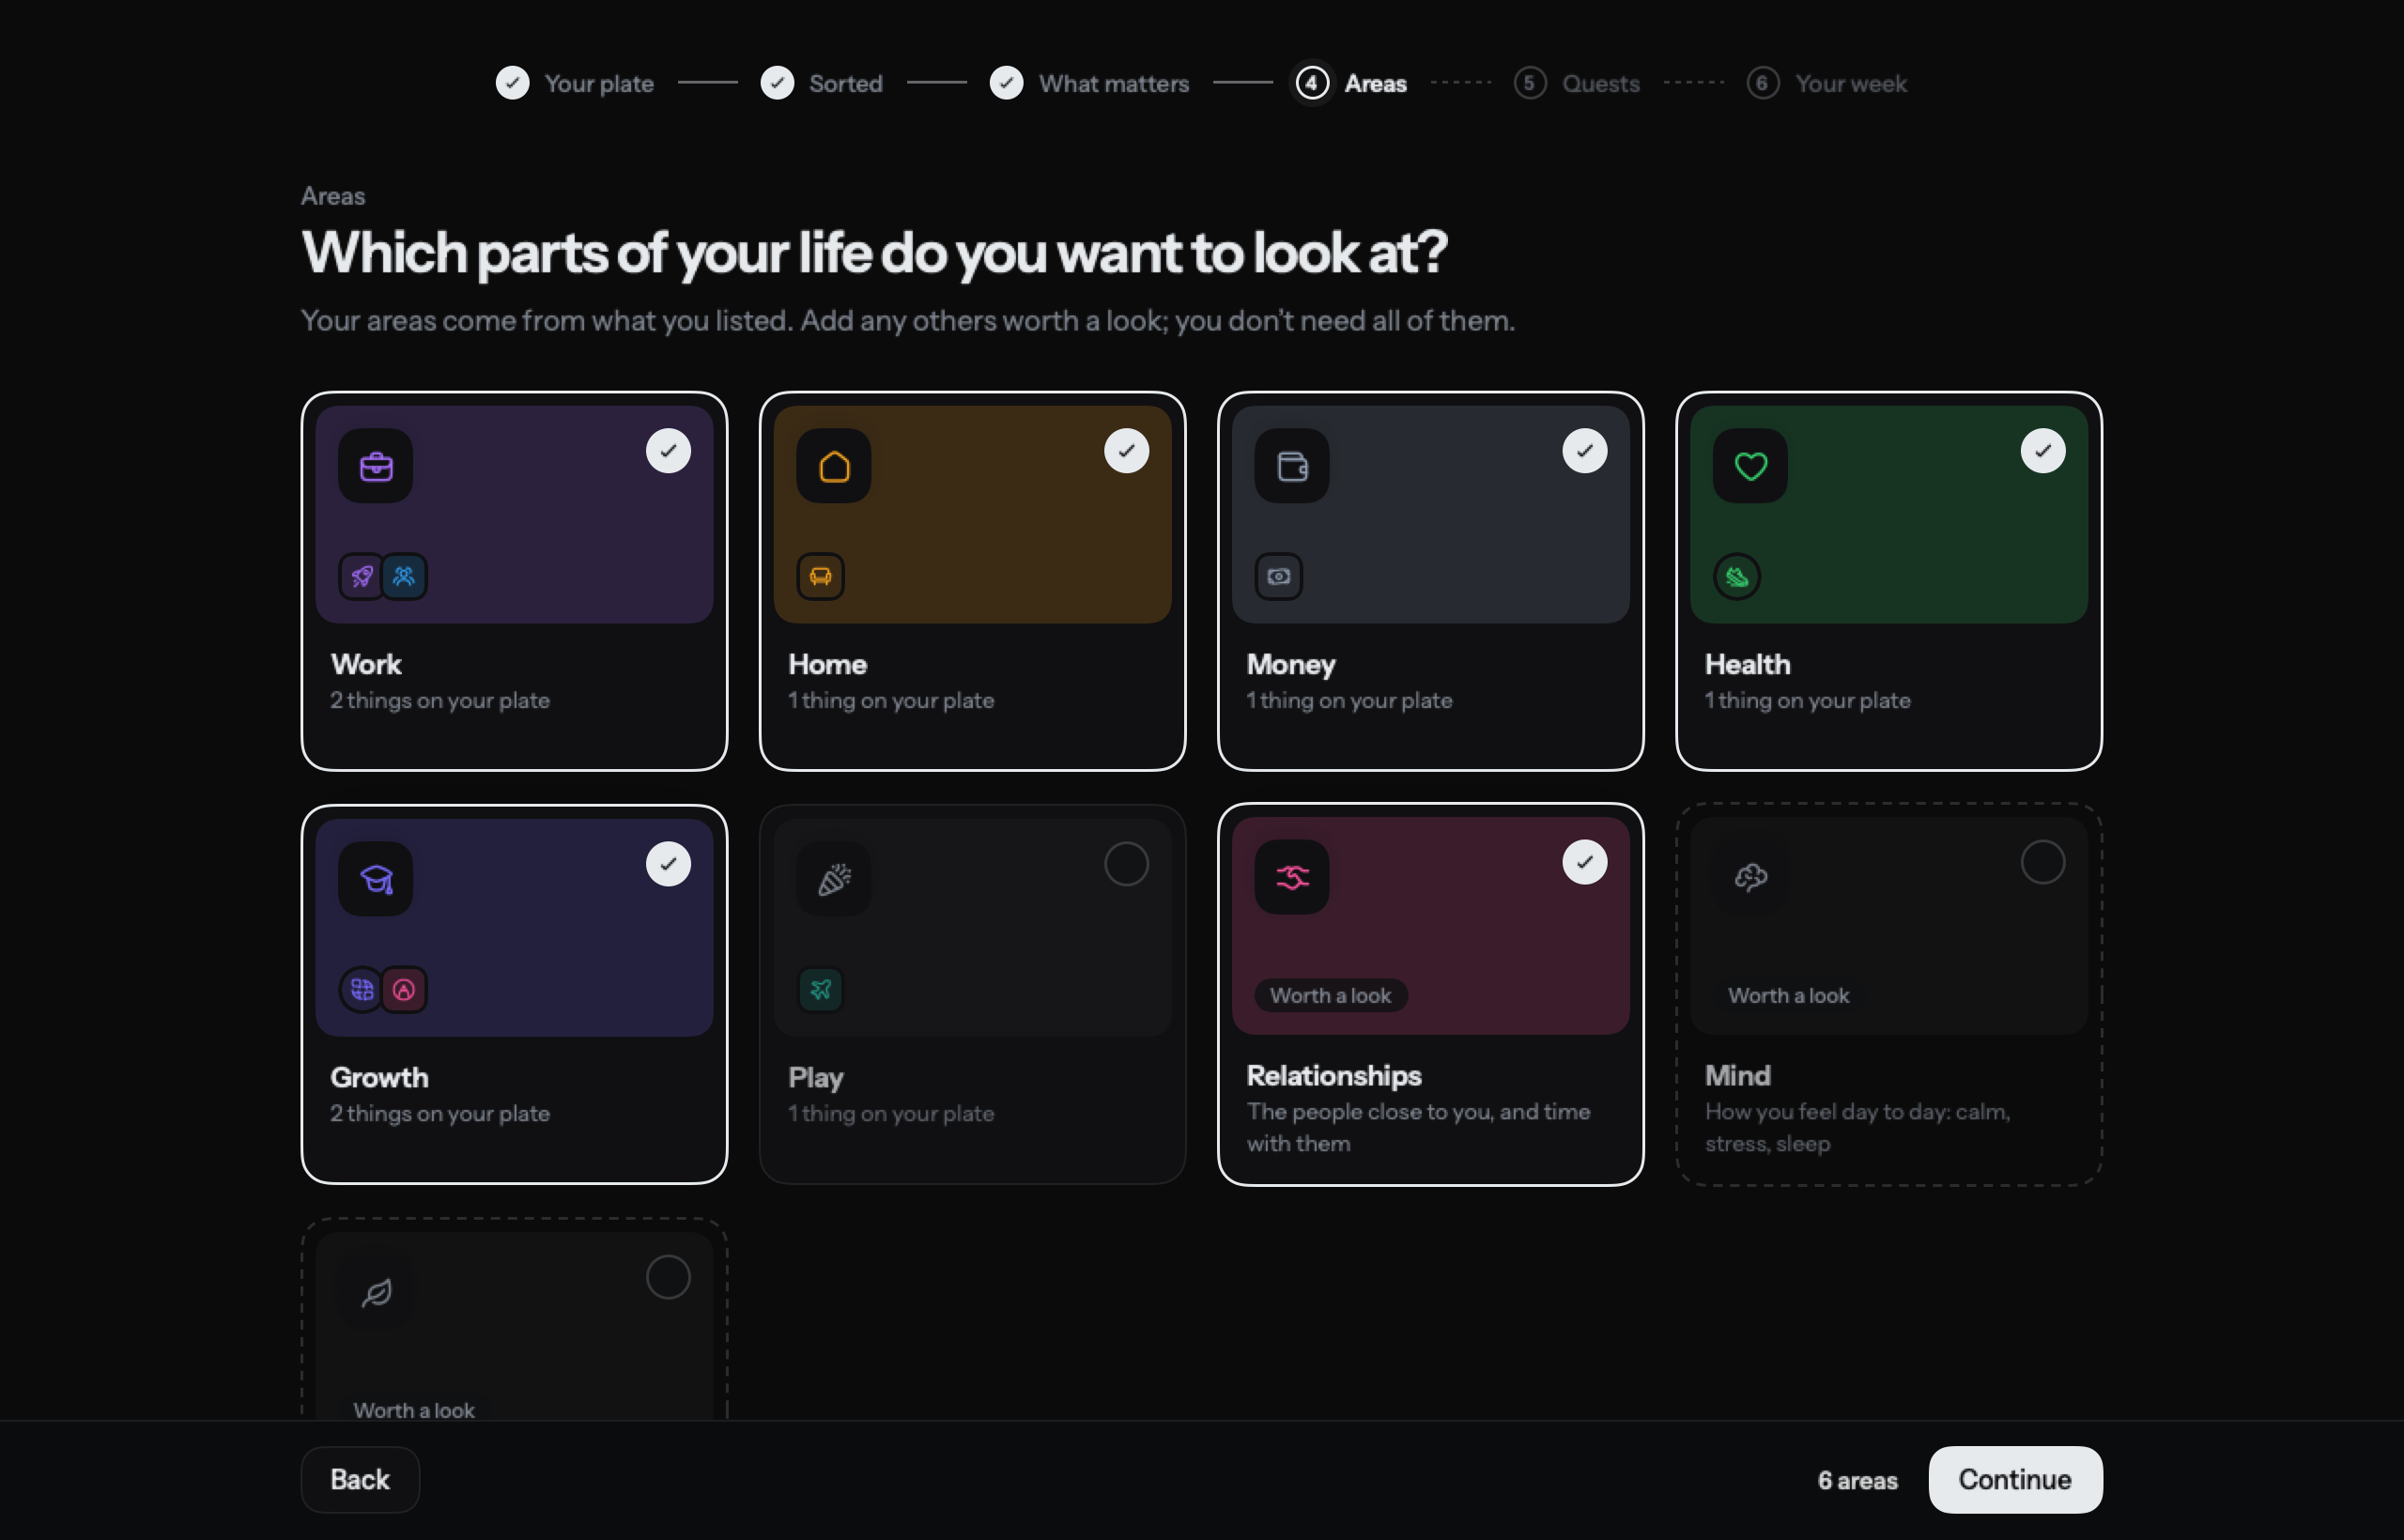 Your plate
Sorted
What matters
4 Areas
5 Quests
6 Your week
Areas
Which parts of your life do you want to look at?
Your areas come from what you listed. Add any others worth a look; you don’t need all of them.
Work
2 things on your plate
Home
1 thing on your plate
Money
1 thing on your plate
Health
1 thing on your plate
Growth
2 things on your plate
Play
1 thing on your plate
Worth a look
Relationships
The people close to you, and time
with them
Worth a look
Mind
How you feel day to day: calm,
stress, sleep
Worth a look
Back
6 areas
Continue